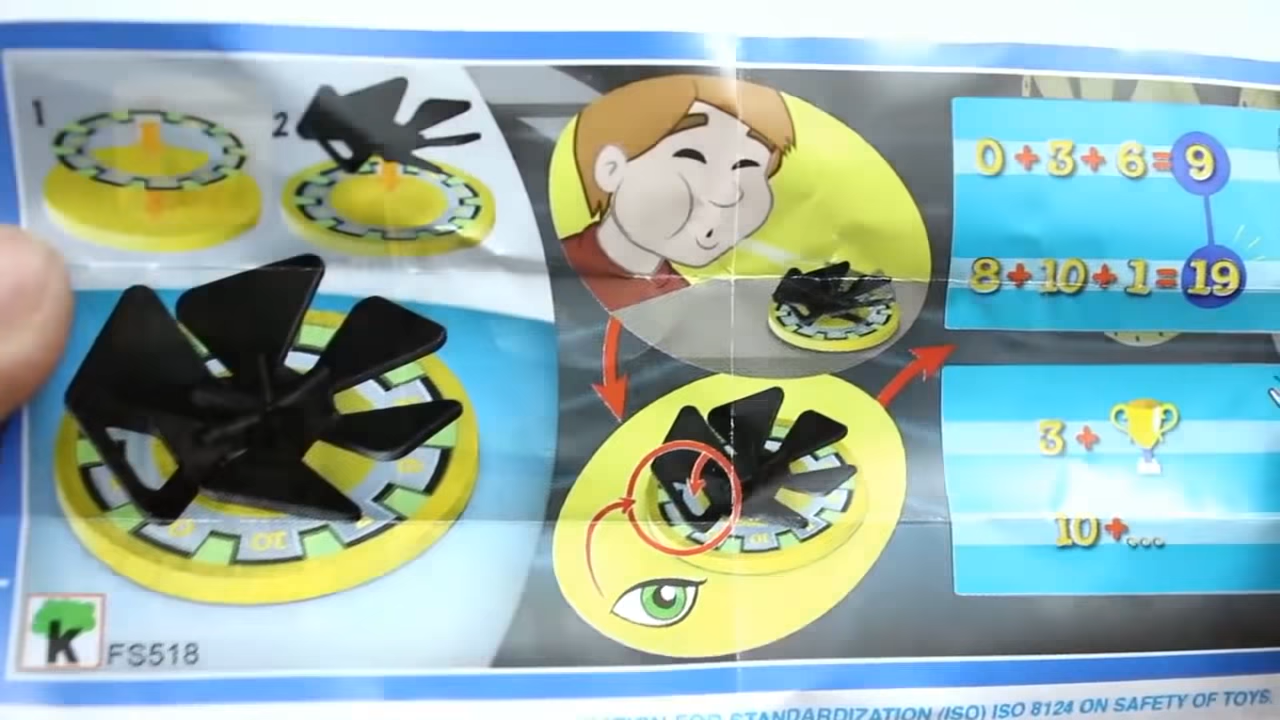 1
2
0 + 3 + 6 = 9
8 + 10 + 1 = 19
3 +
10 + ...
10
K FS518
FOR STANDARDIZATION (ISO) ISO 8124 ON SAFETY OF TOYS.